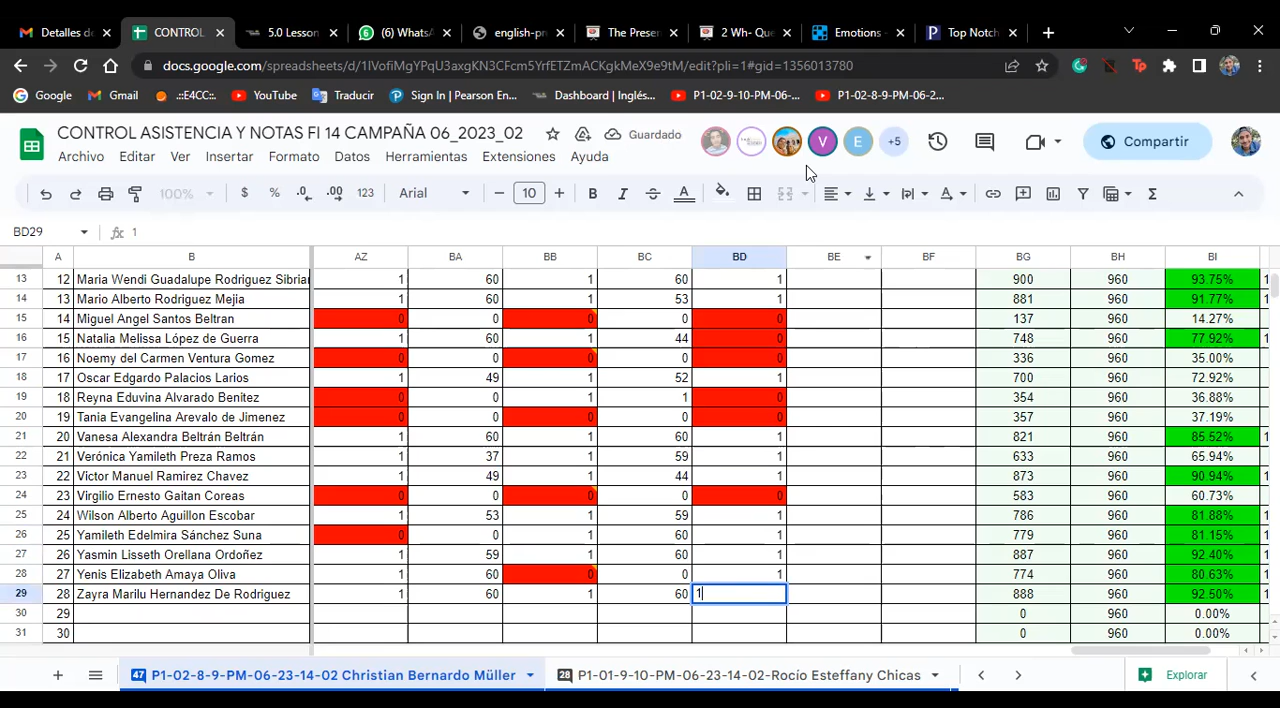 Detalles de
CONTROL
5.0 Lesson
(6) WhatsA
english-pr
The Presen
2 Wh- Que
Emotions -
Top Notch
docs.google.com/spreadsheets/d/1IVofiMgYPqU3axgKN3CFcm5YrfETZmACKgkMeX9e9tM/edit?pli=1#gid=1356013780
Google Gmail .::E4CC::. YouTube Traducir Sign In | Pearson En... Dashboard | Inglés,... P1-02-9-10-PM-06-... P1-02-8-9-PM-06-2...
CONTROL ASISTENCIA Y NOTAS FI 14 CAMPAÑA 06_2023_02 Guardado
V E +5 Compartir
Archivo Editar Ver Insertar Formato Datos Herramientas Extensiones Ayuda
100% $ % .0 .00 123 Arial − 10 + B I A Σ
BD29 fx 1
A B AZ BA BB BC BD BE BF BG BH BI
13 12 Maria Wendi Guadalupe Rodriguez Sibrian 1 60 1 60 1 900 960 93.75% 1
14 13 Mario Alberto Rodriguez Mejia 1 60 1 53 1 881 960 91.77% 1
15 14 Miguel Angel Santos Beltran 0 0 0 0 0 137 960 14.27%
16 15 Natalia Melissa López de Guerra 1 60 1 44 0 748 960 77.92% 1
17 16 Noemy del Carmen Ventura Gomez 0 0 0 0 0 336 960 35.00%
18 17 Oscar Edgardo Palacios Larios 1 49 1 52 1 700 960 72.92% 1
19 18 Reyna Eduvina Alvarado Benitez 0 0 1 1 0 354 960 36.88%
20 19 Tania Evangelina Arevalo de Jimenez 0 0 0 0 0 357 960 37.19%
21 20 Vanesa Alexandra Beltrán Beltrán 1 60 1 60 1 821 960 85.52% 1
22 21 Verónica Yamileth Preza Ramos 1 37 1 59 1 633 960 65.94% 1
23 22 Victor Manuel Ramirez Chavez 1 49 1 44 1 873 960 90.94% 1
24 23 Virgilio Ernesto Gaitan Coreas 0 0 0 0 0 583 960 60.73%
25 24 Wilson Alberto Aguillon Escobar 1 53 1 59 1 786 960 81.88% 1
26 25 Yamileth Edelmira Sánchez Suna 0 0 1 60 1 779 960 81.15% 1
27 26 Yasmin Lisseth Orellana Ordoñez 1 59 1 60 1 887 960 92.40% 1
28 27 Yenis Elizabeth Amaya Oliva 1 60 0 0 1 774 960 80.63% 1
29 28 Zayra Marilu Hernandez De Rodriguez 1 60 1 60 1 888 960 92.50% 1
30 29 0 960 0.00%
31 30 0 960 0.00%
47 P1-02-8-9-PM-06-23-14-02 Christian Bernardo Müller 28 P1-01-9-10-PM-06-23-14-02-Rocío Esteffany Chicas Explorar